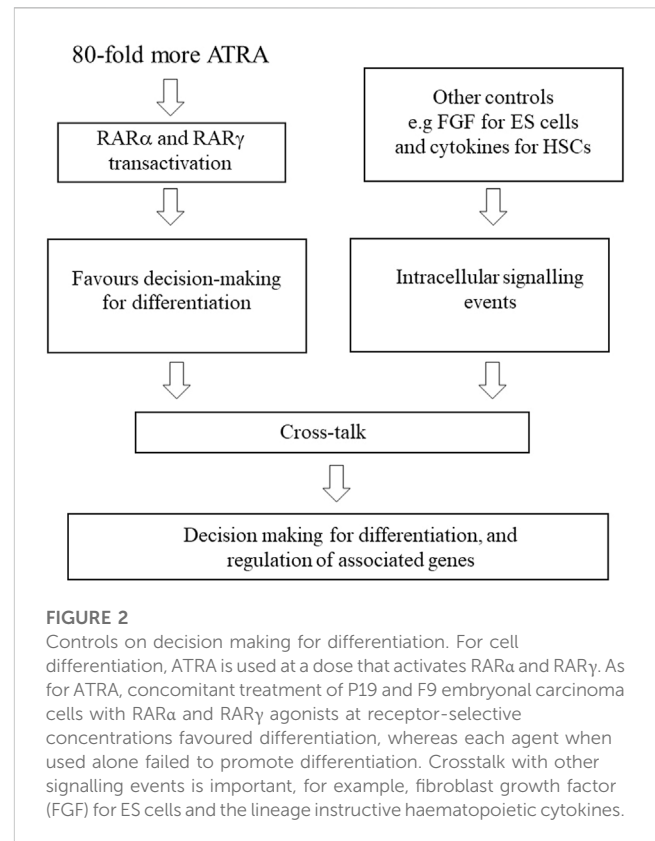 80-fold more ATRA
RARα and RARγ
transactivation
Favours decision-making
for differentiation
Other controls
e.g FGF for ES cells
and cytokines for HSCs
Intracellular signalling
events
Cross-talk
Decision making for differentiation, and
regulation of associated genes
FIGURE 2
Controls on decision making for differentiation. For cell
differentiation, ATRA is used at a dose that activates RARα and RARγ. As
for ATRA, concomitant treatment of P19 and F9 embryonal carcinoma
cells with RARα and RARγ agonists at receptor-selective
concentrations favoured differentiation, whereas each agent when
used alone failed to promote differentiation. Crosstalk with other
signalling events is important, for example, fibroblast growth factor
(FGF) for ES cells and the lineage instructive haematopoietic cytokines.